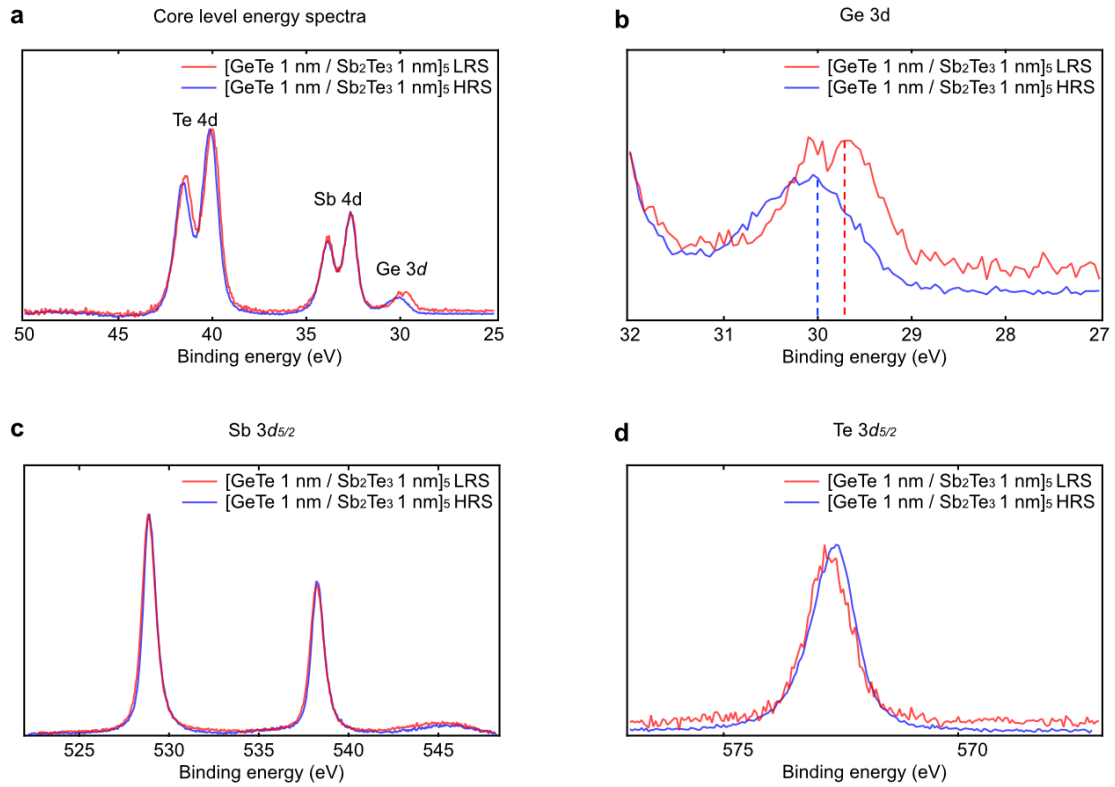 a
Core level energy spectra
[GeTe 1 nm / Sb₂Te₃ 1 nm]₅ LRS
[GeTe 1 nm / Sb₂Te₃ 1 nm]₅ HRS
Te 4d
Sb 4d
Ge 3d
50 45 40 35 30 25
Binding energy (eV)
b
Ge 3d
[GeTe 1 nm / Sb₂Te₃ 1 nm]₅ LRS
[GeTe 1 nm / Sb₂Te₃ 1 nm]₅ HRS
32 31 30 29 28 27
Binding energy (eV)
c
Sb 3d₅/₂
[GeTe 1 nm / Sb₂Te₃ 1 nm]₅ LRS
[GeTe 1 nm / Sb₂Te₃ 1 nm]₅ HRS
525 530 535 540 545
Binding energy (eV)
d
Te 3d₅/₂
[GeTe 1 nm / Sb₂Te₃ 1 nm]₅ LRS
[GeTe 1 nm / Sb₂Te₃ 1 nm]₅ HRS
575 570
Binding energy (eV)